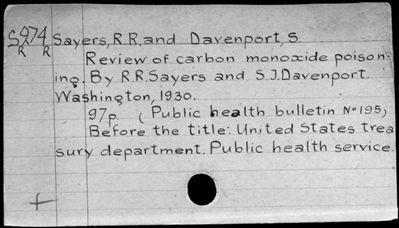 S274 Sayers, R.R. and Davenport, S
R R Review of carbon monoxide poison-
ing. By R.R. Sayers and S.J. Davenport.
Washington, 1930.
97p. (Public health bulletin No 195)
Before the title: United States trea
sury department. Public health service.